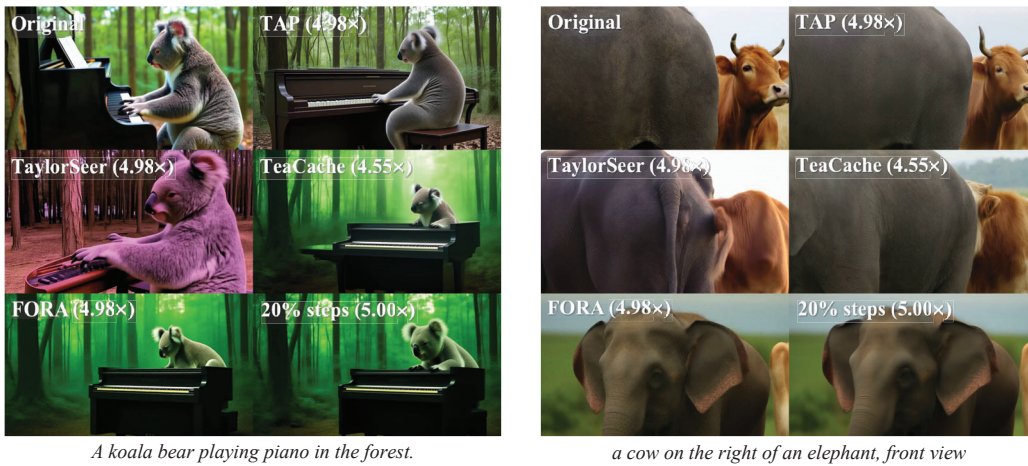 Original
TAP (4.98×)
TaylorSeer (4.98×)
TeaCache (4.55×)
FORA (4.98×)
20% steps (5.00×)
A koala bear playing piano in the forest.
Original
TAP (4.98×)
TaylorSeer (4.98×)
TeaCache (4.55×)
FORA (4.98×)
20% steps (5.00×)
a cow on the right of an elephant, front view